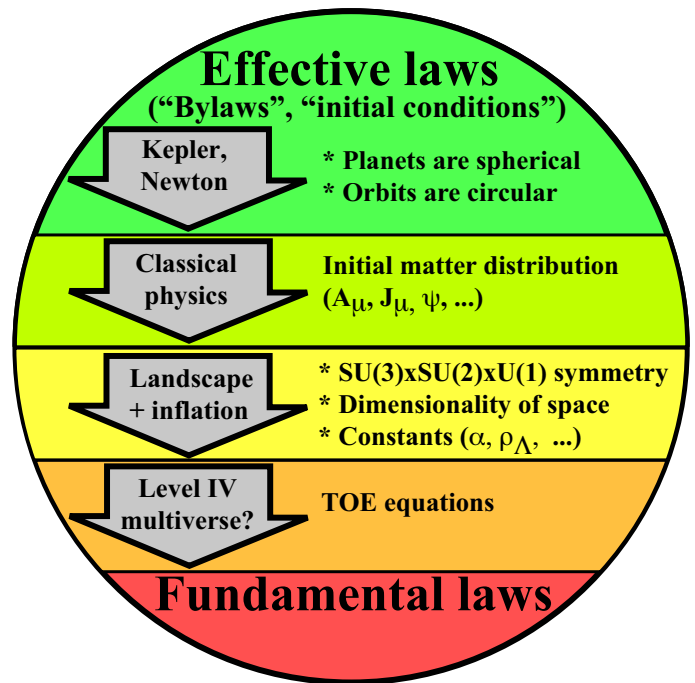 Effective laws
(“Bylaws”, “initial conditions”)
Kepler,
Newton
* Planets are spherical
* Orbits are circular
Classical
physics
Initial matter distribution
(Aμ, Jμ, ψ, ...)
Landscape
+ inflation
* SU(3)xSU(2)xU(1) symmetry
* Dimensionality of space
* Constants (α, ρΛ, ...)
Level IV
multiverse?
TOE equations
Fundamental laws